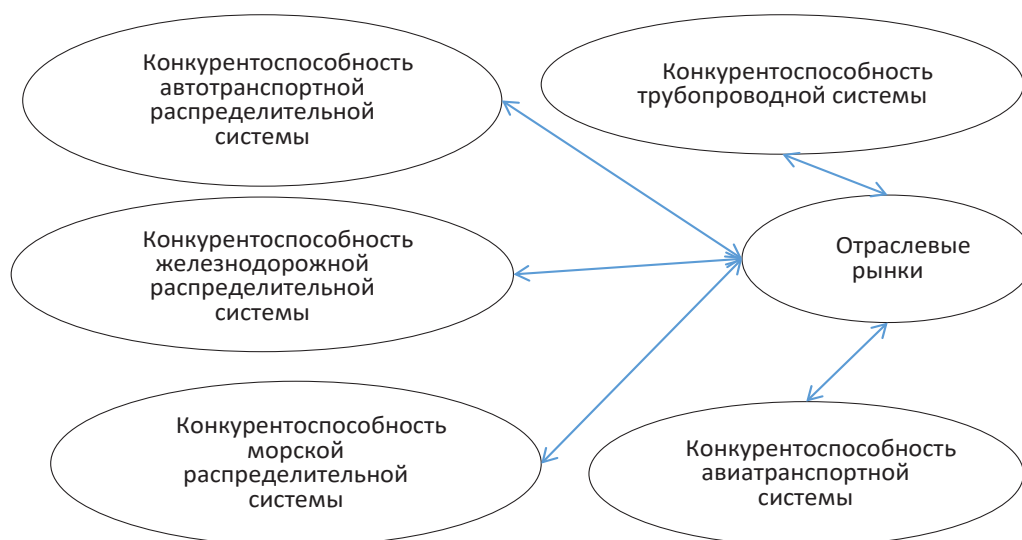 Конкурентоспособность
автотранспортной
распределительной
системы
Конкурентоспособность
трубопроводной системы
Конкурентоспособность
железнодорожной
распределительной
системы
Отраслевые
рынки
Конкурентоспособность
морской
распределительной
системы
Конкурентоспособность
авиатранспортной
системы